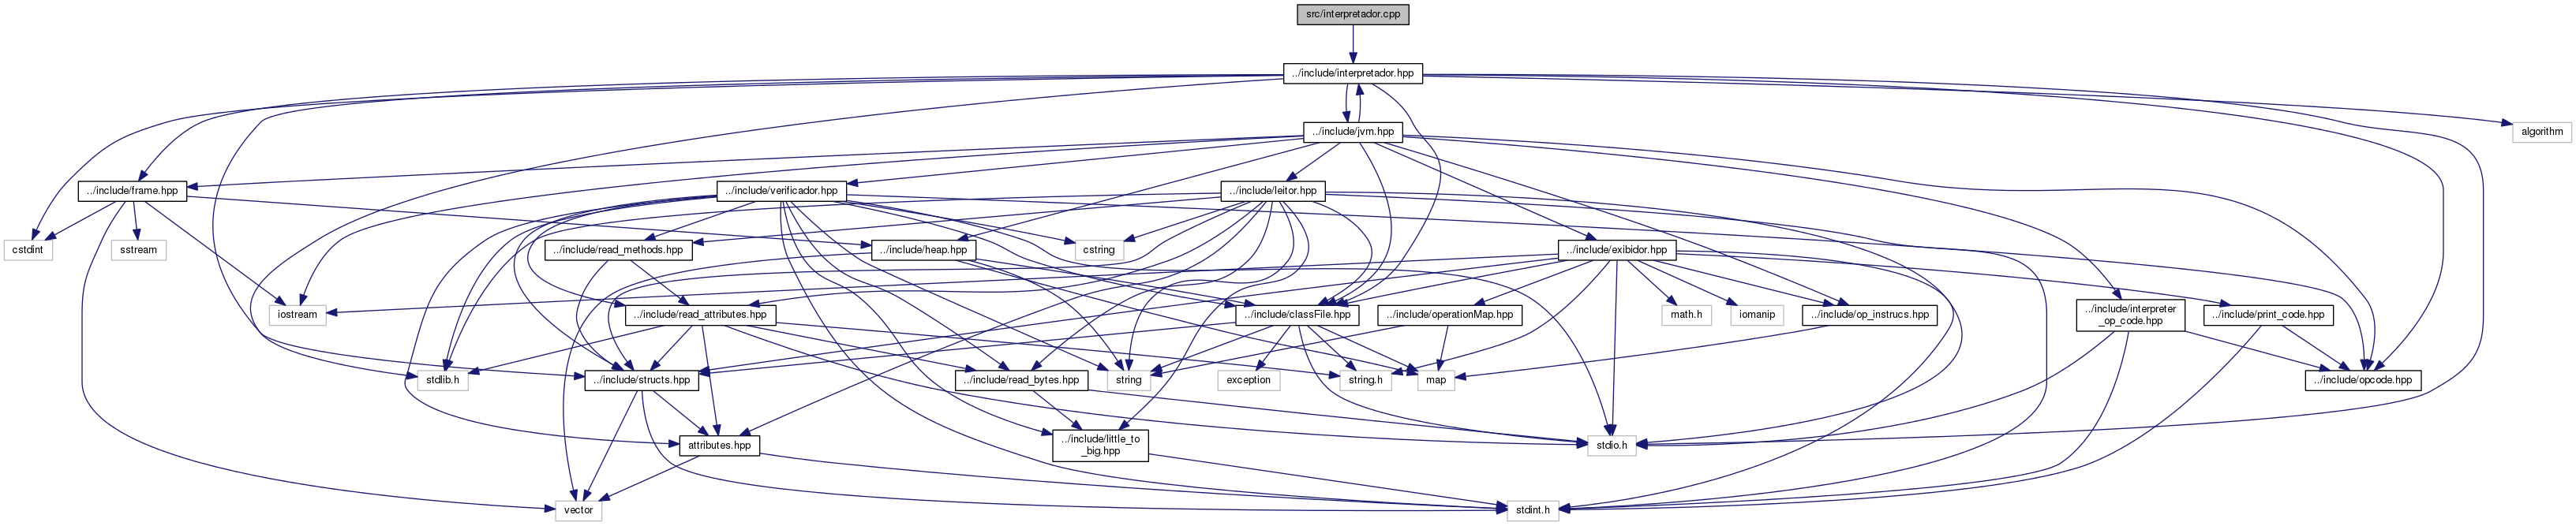 src/interpretador.cpp
../include/interpretador.hpp
../include/jvm.hpp
algorithm
../include/frame.hpp
../include/verificador.hpp
../include/leitor.hpp
cstdint
sstream
../include/read_methods.hpp
../include/heap.hpp
cstring
../include/exibidor.hpp
iostream
../include/read_attributes.hpp
../include/classFile.hpp
../include/operationMap.hpp
math.h
iomanip
../include/op_instrucs.hpp
../include/interpreter
_op_code.hpp
../include/print_code.hpp
stdlib.h
../include/structs.hpp
../include/read_bytes.hpp
string
exception
string.h
map
../include/opcode.hpp
attributes.hpp
../include/little_to
_big.hpp
stdio.h
vector
stdint.h